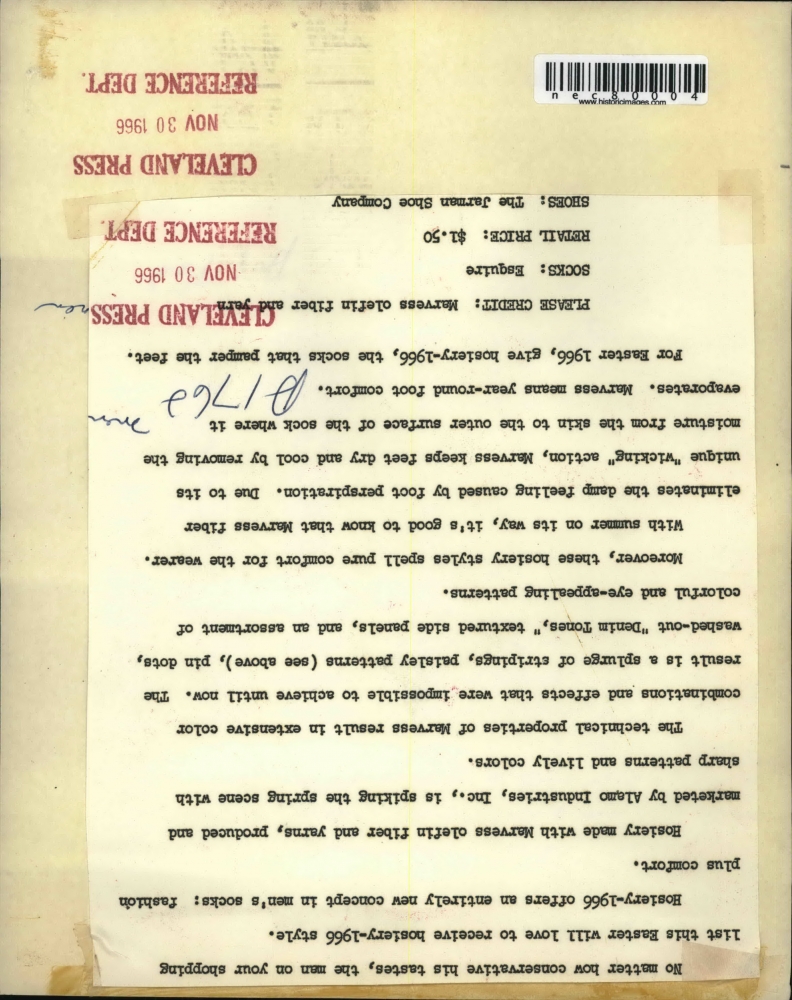 No matter how conservative his tastes, the man on your shopping
list this Easter will love to receive hosiery-1966 style.
Hosiery-1966 offers an entirely new concept in men's socks: fashion
plus comfort.
Hosiery made with Marvess olefin fiber and yarns, produced and
marketed by Alamo Industries, Inc., is spiking the spring scene with
sharp patterns and lively colors.
The technical properties of Marvess result in extensive color
combinations and effects that were impossible to achieve until now. The
result is a splurge of stripings, paisley patterns (see above), pin dots,
washed-out "Denim Tones," textured side panels, and an assortment of
colorful and eye-appealing patterns.
Moreover, these hosiery styles spell pure comfort for the wearer.
With summer on its way, it's good to know that Marvess fiber
eliminates the damp feeling caused by foot perspiration. Due to its
unique "wicking" action, Marvess keeps feet dry and cool by removing the
moisture from the skin to the outer surface of the sock where it
evaporates. Marvess means year-round foot comfort.
For Easter 1966, give hosiery-1966, the socks that pamper the feet.
PLEASE CREDIT: Marvess olefin fiber and yarn
SOCKS: Esquire
RETAIL PRICE: $1.50
SHOES: The Jarman Shoe Company
CLEVELAND PRESS
NOV 30 1966
REFERENCE DEPT.
CLEVELAND PRESS
NOV 30 1966
REFERENCE DEPT.
nec80004
www.historicimages.com